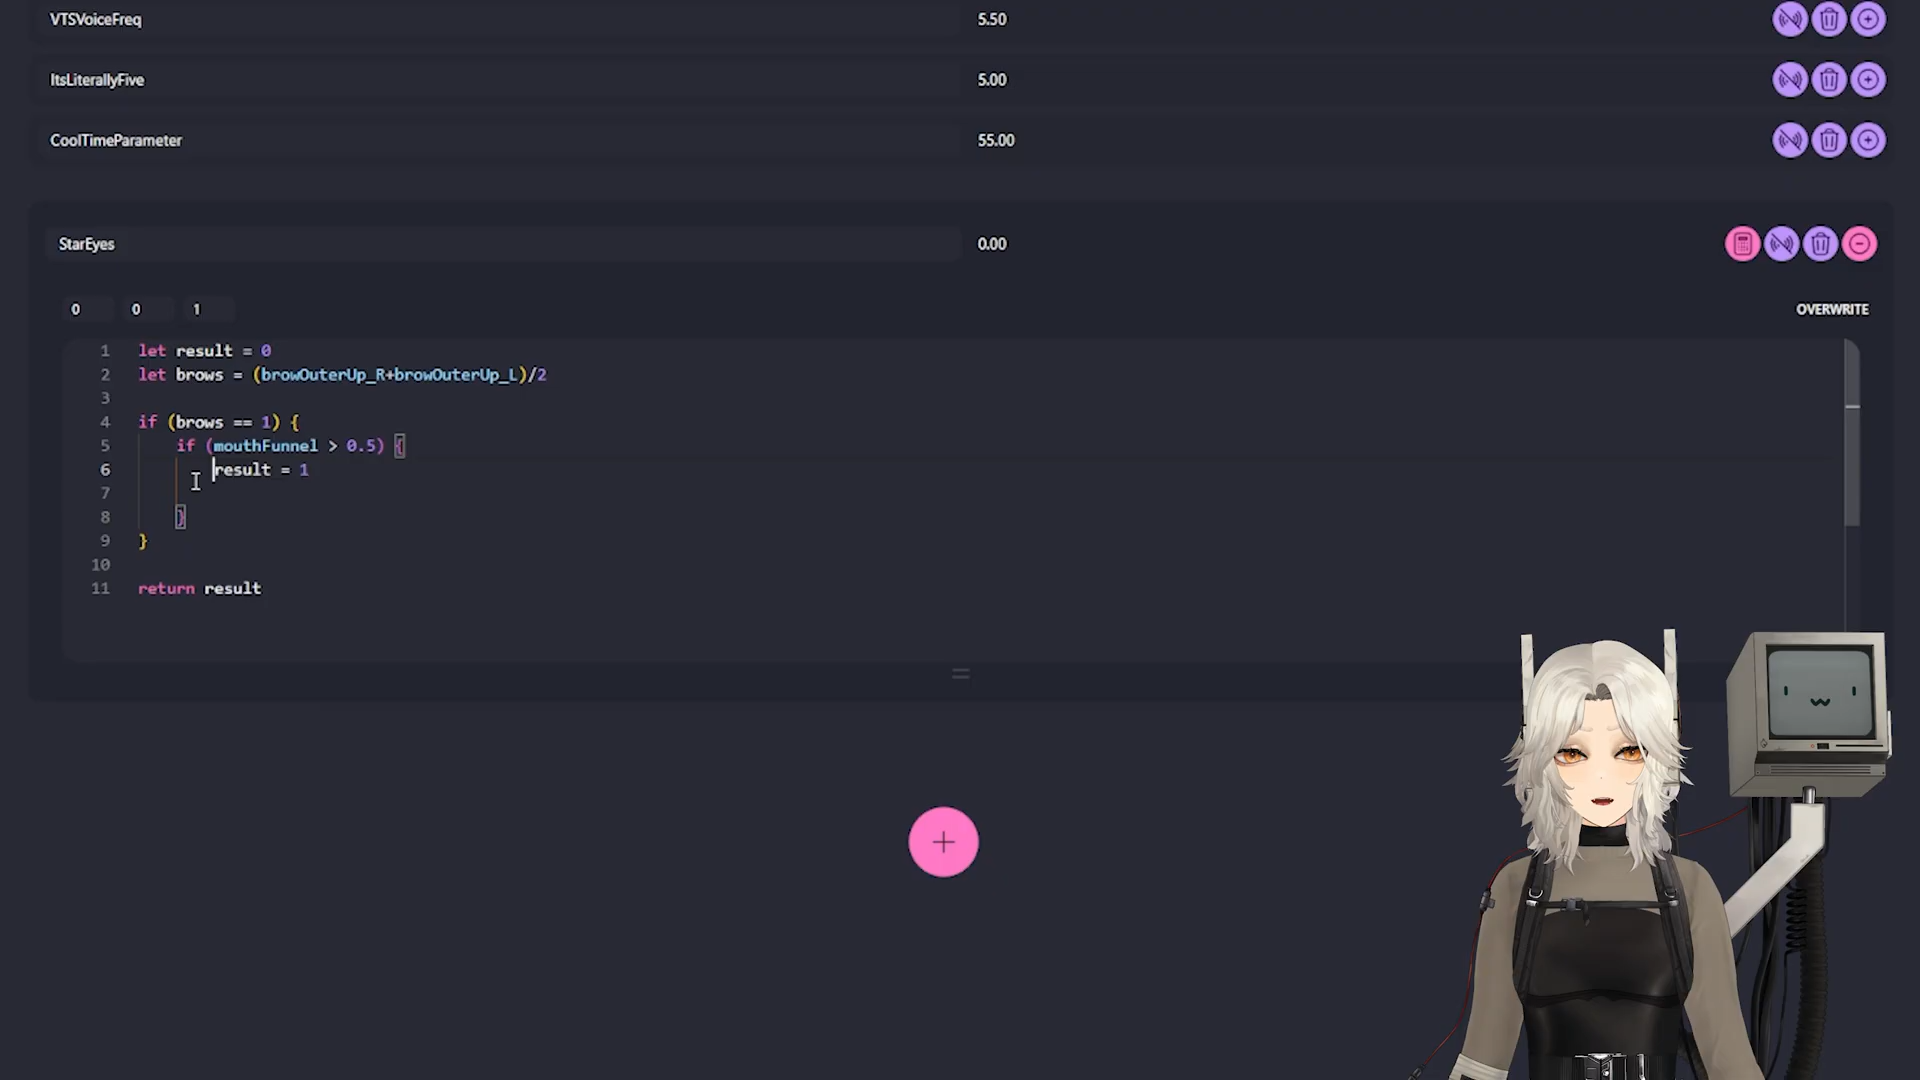 VTSVoiceFreq 5.50
ItsLiterallyFive 5.00
CoolTimeParameter 55.00
StarEyes 0.00
0 0 1 OVERWRITE
1 let result = 0
2 let brows = (browOuterUp_R+browOuterUp_L)/2
3
4 if (brows == 1) {
5 if (mouthFunnel > 0.5) {
6 result = 1
7
8 }
9 }
10
11 return result